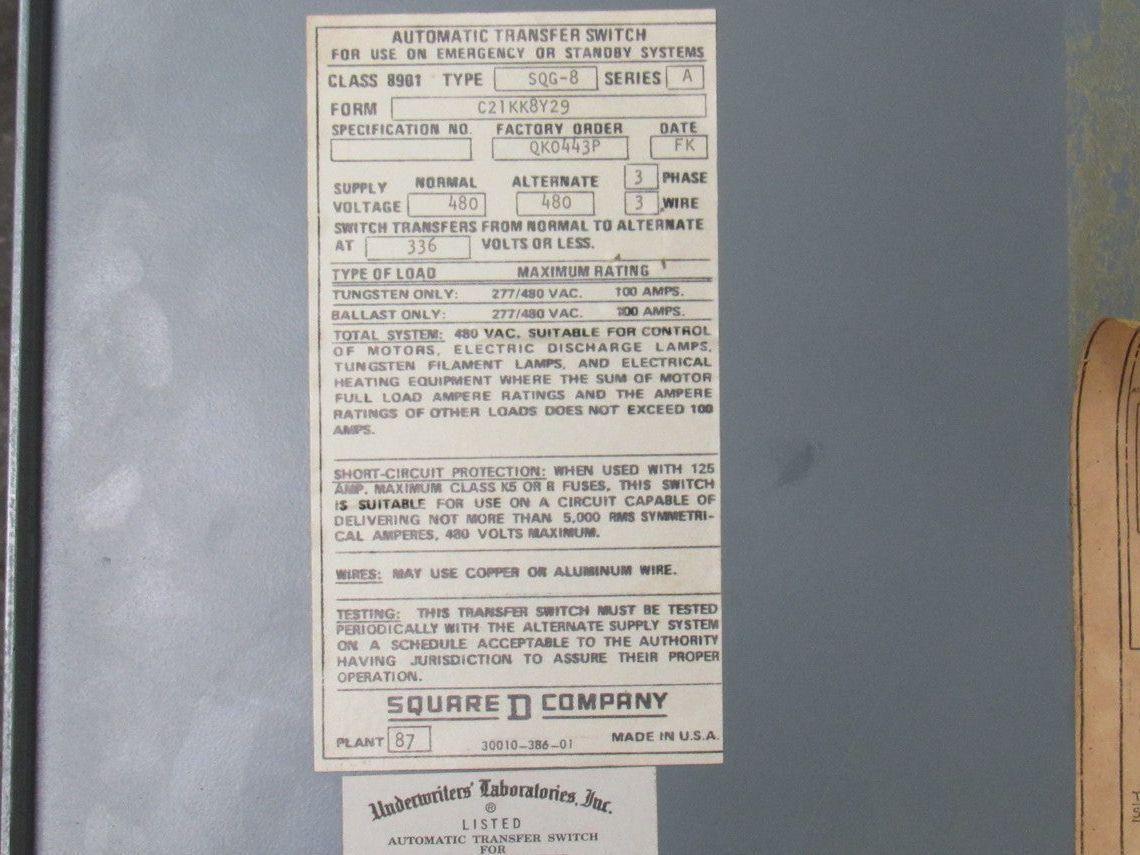 AUTOMATIC TRANSFER SWITCH
FOR USE ON EMERGENCY OR STANDBY SYSTEMS
CLASS 8901 TYPE SQG-8 SERIES A
FORM C21KK8Y29
SPECIFICATION NO. FACTORY ORDER DATE
QK0443P FK
3 PHASE
SUPPLY NORMAL ALTERNATE
VOLTAGE 480 480 3 WIRE
SWITCH TRANSFERS FROM NORMAL TO ALTERNATE
AT 336 VOLTS OR LESS.
TYPE OF LOAD MAXIMUM RATING
TUNGSTEN ONLY: 277/480 VAC. 100 AMPS.
BALLAST ONLY: 277/480 VAC. 100 AMPS.
TOTAL SYSTEM: 480 VAC, SUITABLE FOR CONTROL
OF MOTORS, ELECTRIC DISCHARGE LAMPS,
TUNGSTEN FILAMENT LAMPS, AND ELECTRICAL
HEATING EQUIPMENT WHERE THE SUM OF MOTOR
FULL LOAD AMPERE RATINGS AND THE AMPERE
RATINGS OF OTHER LOADS DOES NOT EXCEED 100
AMPS.
SHORT-CIRCUIT PROTECTION: WHEN USED WITH 125
AMP. MAXIMUM CLASS K5 OR R FUSES, THIS SWITCH
IS SUITABLE FOR USE ON A CIRCUIT CAPABLE OF
DELIVERING NOT MORE THAN 5,000 RMS SYMMETRI-
CAL AMPERES, 480 VOLTS MAXIMUM.
WIRES: MAY USE COPPER OR ALUMINUM WIRE.
TESTING: THIS TRANSFER SWITCH MUST BE TESTED
PERIODICALLY WITH THE ALTERNATE SUPPLY SYSTEM
ON A SCHEDULE ACCEPTABLE TO THE AUTHORITY
HAVING JURISDICTION TO ASSURE THEIR PROPER
OPERATION.
SQUARE D COMPANY
PLANT 87 30010-386-01 MADE IN U.S.A.
Underwriters' Laboratories, Inc.
®
LISTED
AUTOMATIC TRANSFER SWITCH
FOR